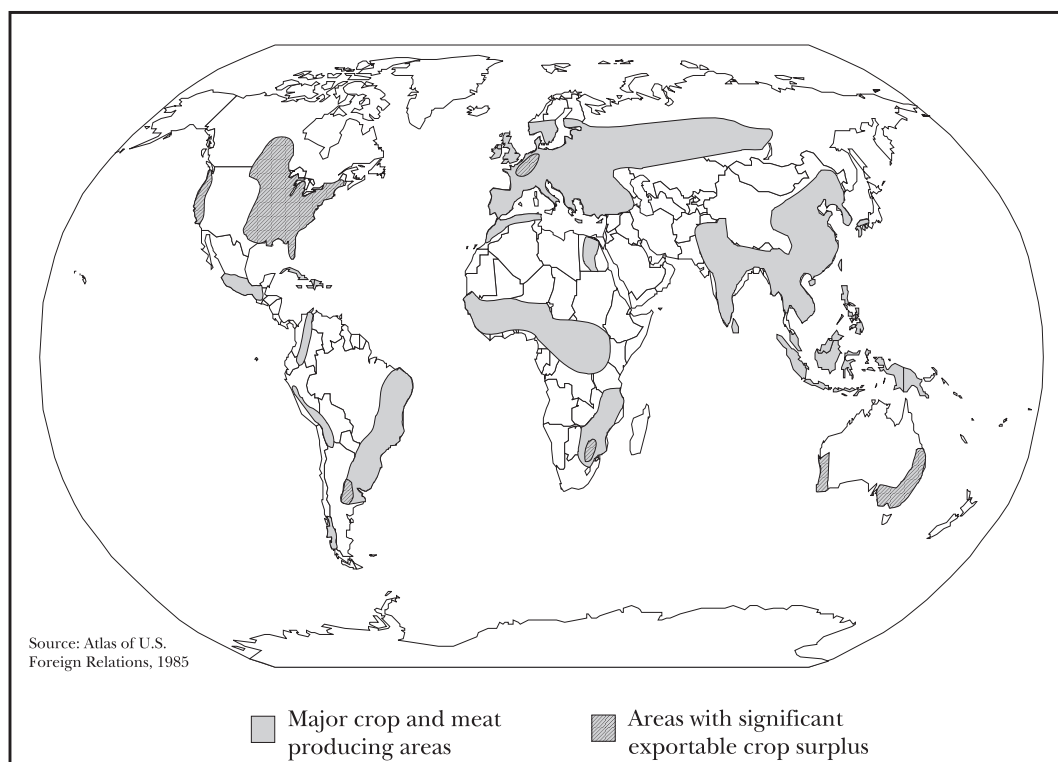 Source: Atlas of U.S.
Foreign Relations, 1985
Major crop and meat
producing areas
Areas with significant
exportable crop surplus